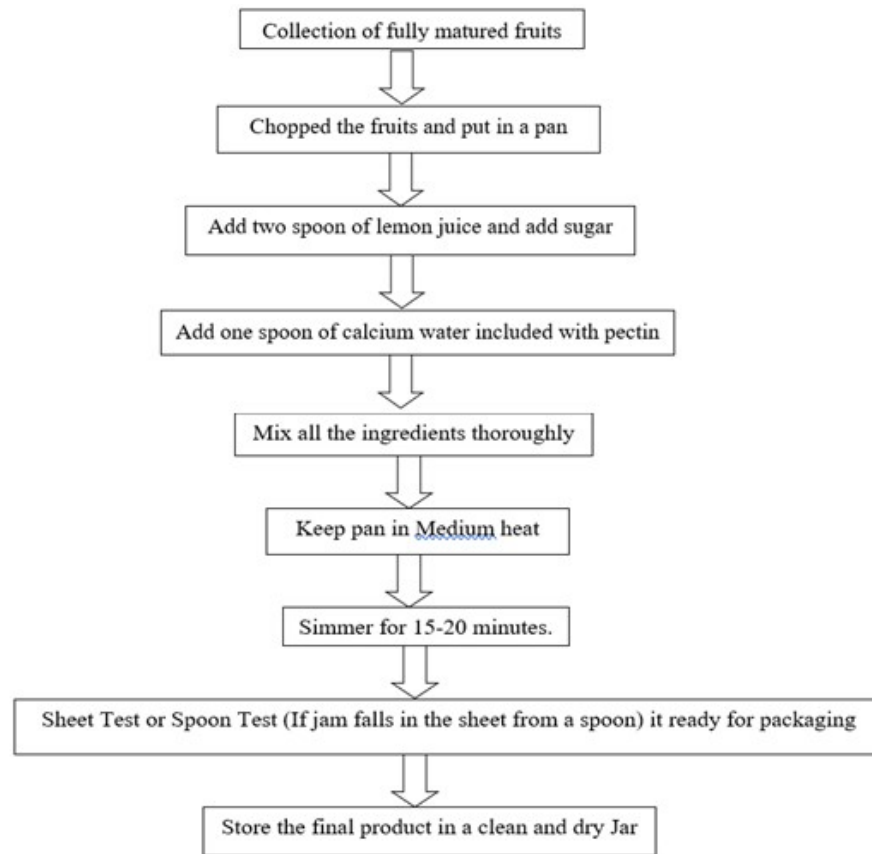 Collection of fully matured fruits
Chopped the fruits and put in a pan
Add two spoon of lemon juice and add sugar
Add one spoon of calcium water included with pectin
Mix all the ingredients thoroughly
Keep pan in Medium heat
Simmer for 15-20 minutes.
Sheet Test or Spoon Test (If jam falls in the sheet from a spoon) it ready for packaging
Store the final product in a clean and dry Jar